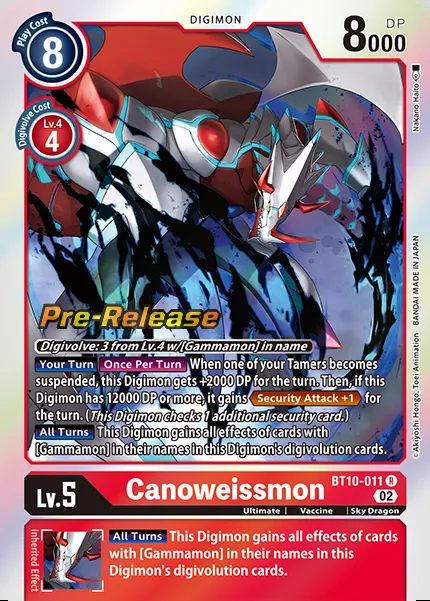 Play Cost
8
DIGIMON
DP
8000
Digivolve Cost
Lv.4
4
Nakano Haito
©Akiyoshi Hongo, Toei Animation BANDAI MADE IN JAPAN
Pre-Release
Digivolve: 3 from Lv.4 w/[Gammamon] in name
Your Turn Once Per Turn When one of your Tamers becomes
suspended, this Digimon gets +2000 DP for the turn. Then, if this
Digimon has 12000 DP or more, it gains Security Attack +1 for
the turn. (This Digimon checks 1 additional security card.)
All Turns This Digimon gains all effects of cards with
[Gammamon] in their names in this Digimon's digivolution cards.
Lv.5
Canoweissmon
BT10-011 R
02
Ultimate | Vaccine | Sky Dragon
Inherited Effect
All Turns This Digimon gains all effects of cards
with [Gammamon] in their names in this
Digimon's digivolution cards.